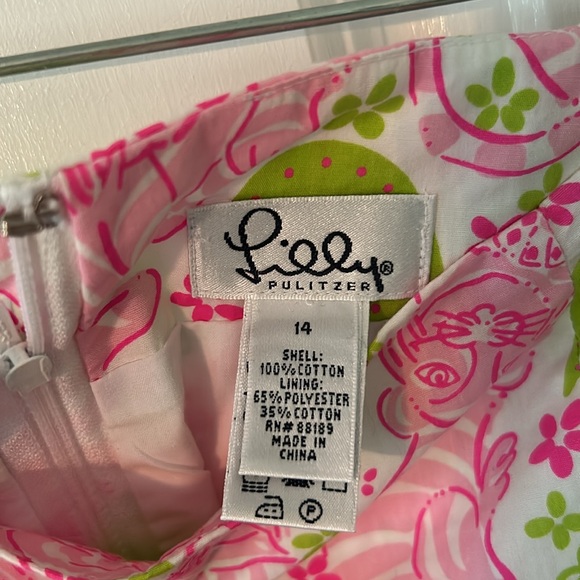 Lilly®
PULITZER
14
SHELL:
100% COTTON
LINING:
65% POLYESTER
35% COTTON
RN# 88189
MADE IN
CHINA
P